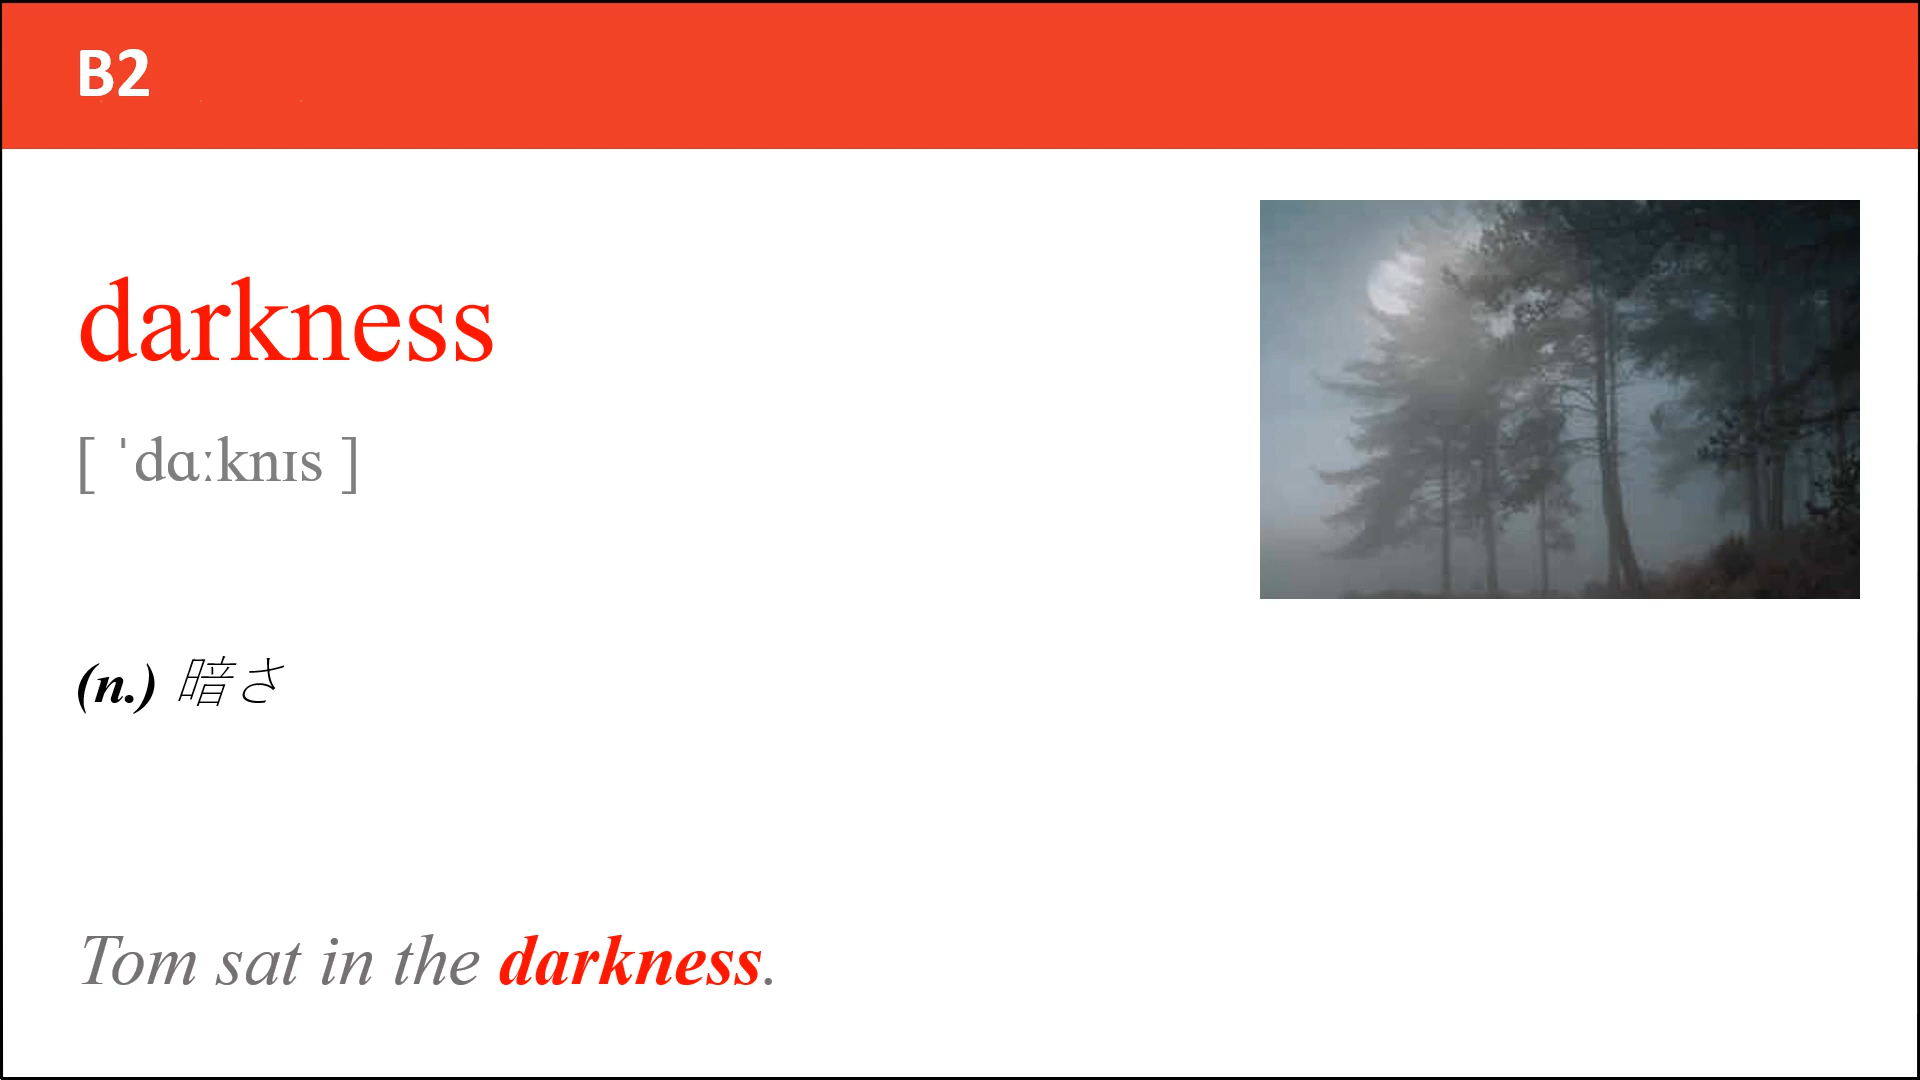 B2
darkness
[ ˈdɑːknɪs ]
(n.) 暗さ
Tom sat in the darkness.